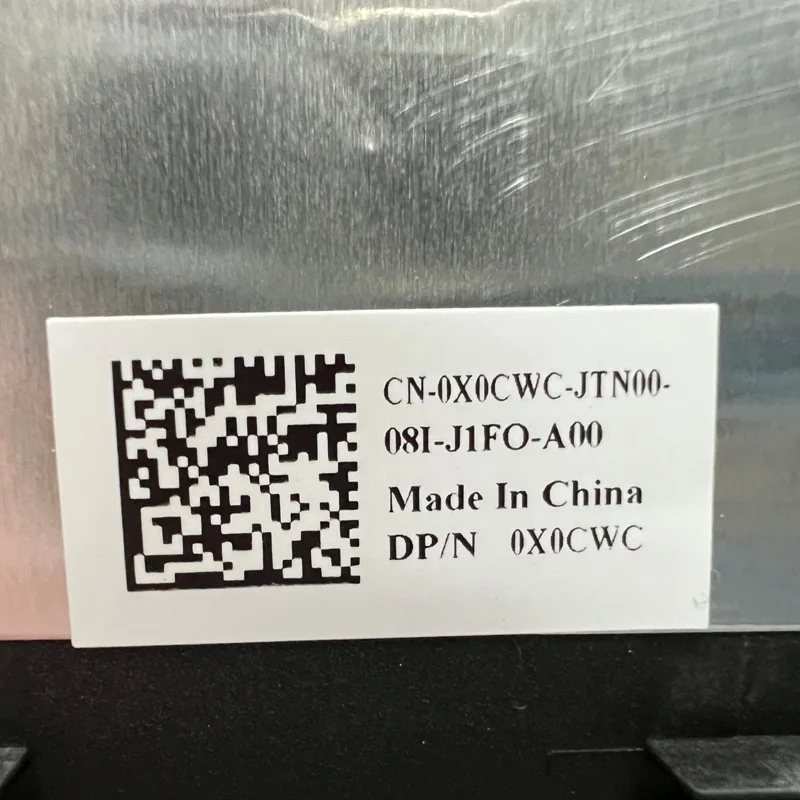 CN-0X0CWC-JTN00-
08I-J1FO-A00
Made In China
DP/N 0X0CWC